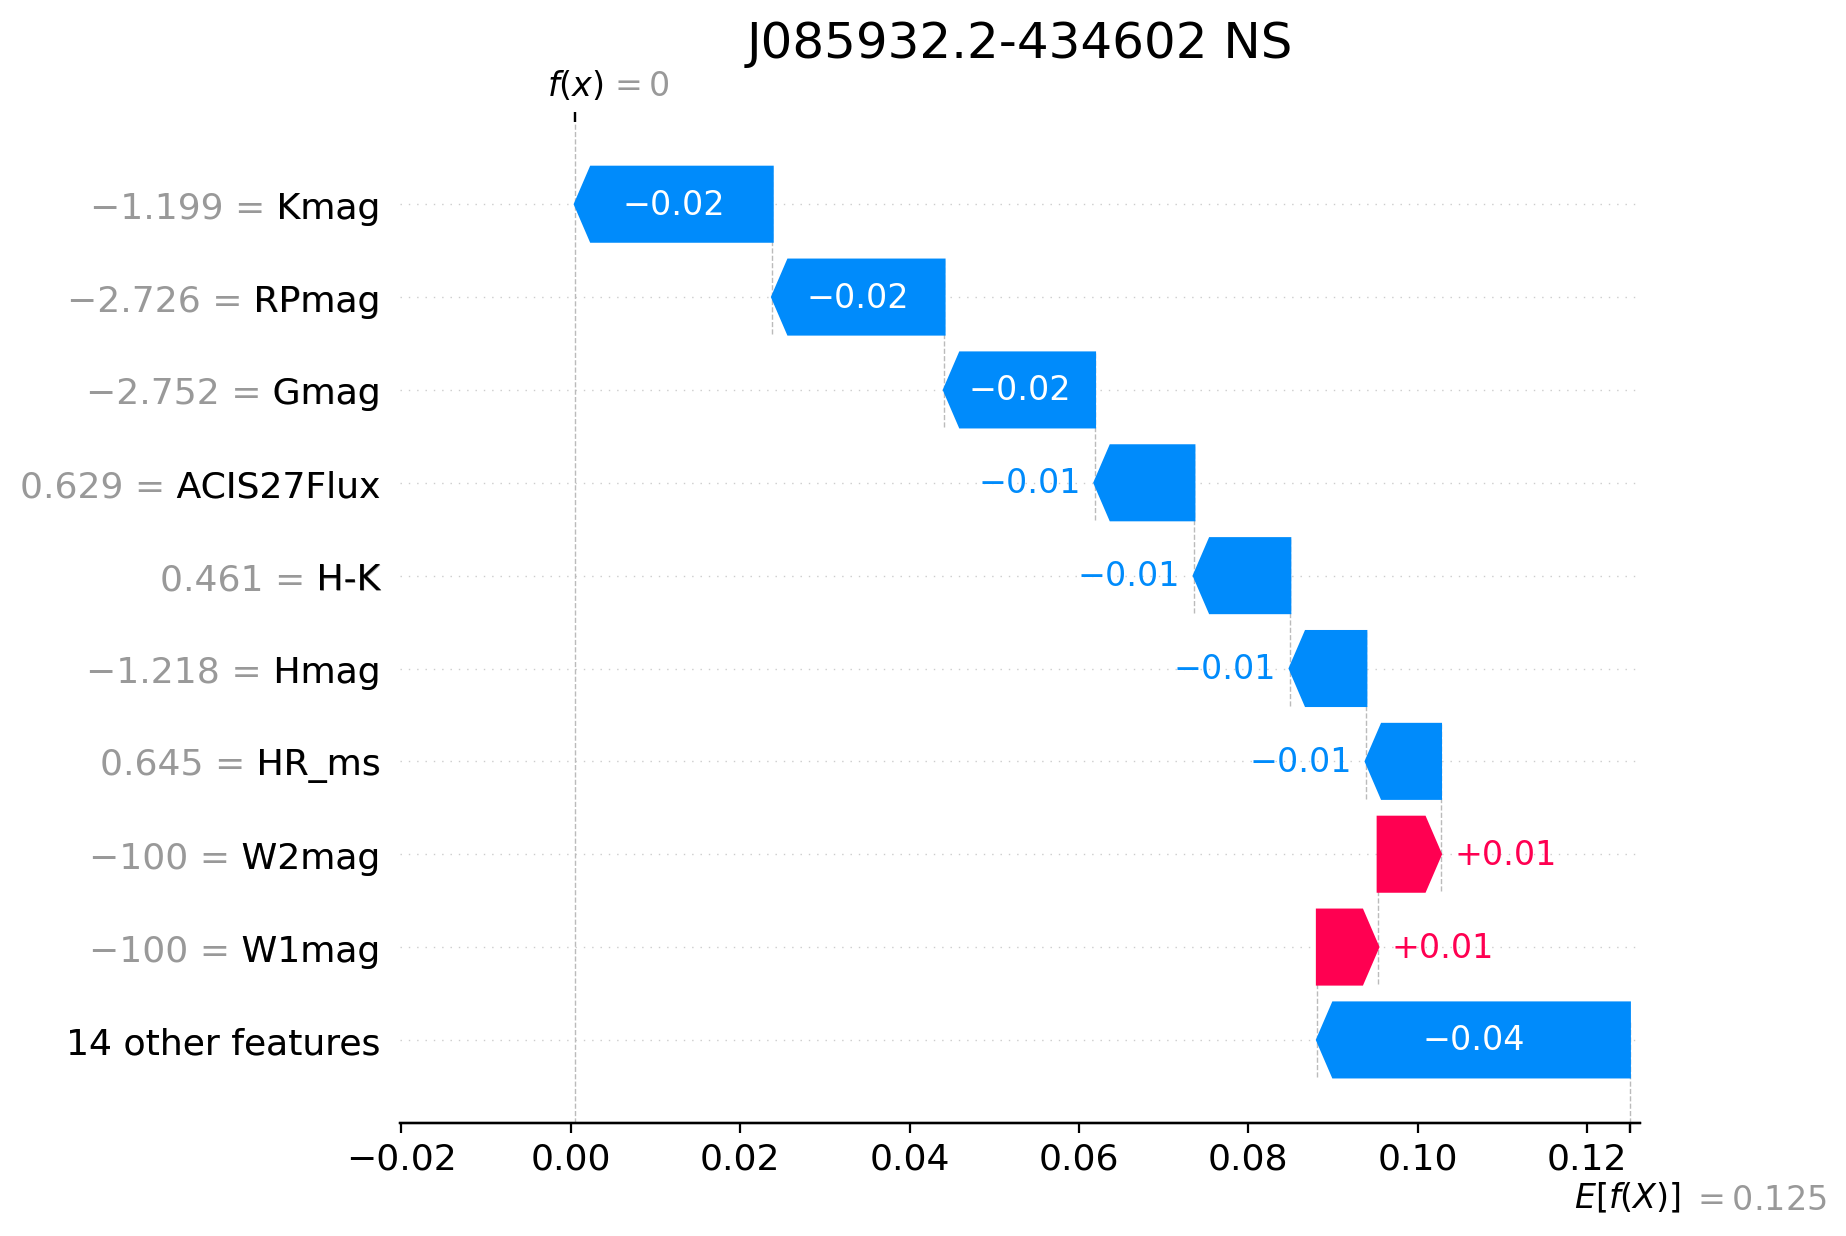 J085932.2-434602 NS
f(x) = 0
−1.199 = Kmag
−0.02
−2.726 = RPmag
−0.02
−2.752 = Gmag
−0.02
0.629 = ACIS27Flux
−0.01
0.461 = H-K
−0.01
−1.218 = Hmag
−0.01
0.645 = HR_ms
−0.01
−100 = W2mag
+0.01
−100 = W1mag
+0.01
14 other features
−0.04
−0.02 0.00 0.02 0.04 0.06 0.08 0.10 0.12
E[f(X)] = 0.125